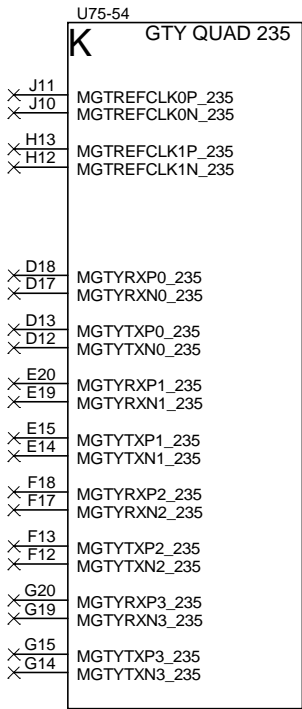 U75-54
K GTY QUAD 235
J11 MGTREFCLK0P_235
J10 MGTREFCLK0N_235
H13 MGTREFCLK1P_235
H12 MGTREFCLK1N_235
D18 MGTYRXP0_235
D17 MGTYRXN0_235
D13 MGTYTXP0_235
D12 MGTYTXN0_235
E20 MGTYRXP1_235
E19 MGTYRXN1_235
E15 MGTYTXP1_235
E14 MGTYTXN1_235
F18 MGTYRXP2_235
F17 MGTYRXN2_235
F13 MGTYTXP2_235
F12 MGTYTXN2_235
G20 MGTYRXP3_235
G19 MGTYRXN3_235
G15 MGTYTXP3_235
G14 MGTYTXN3_235